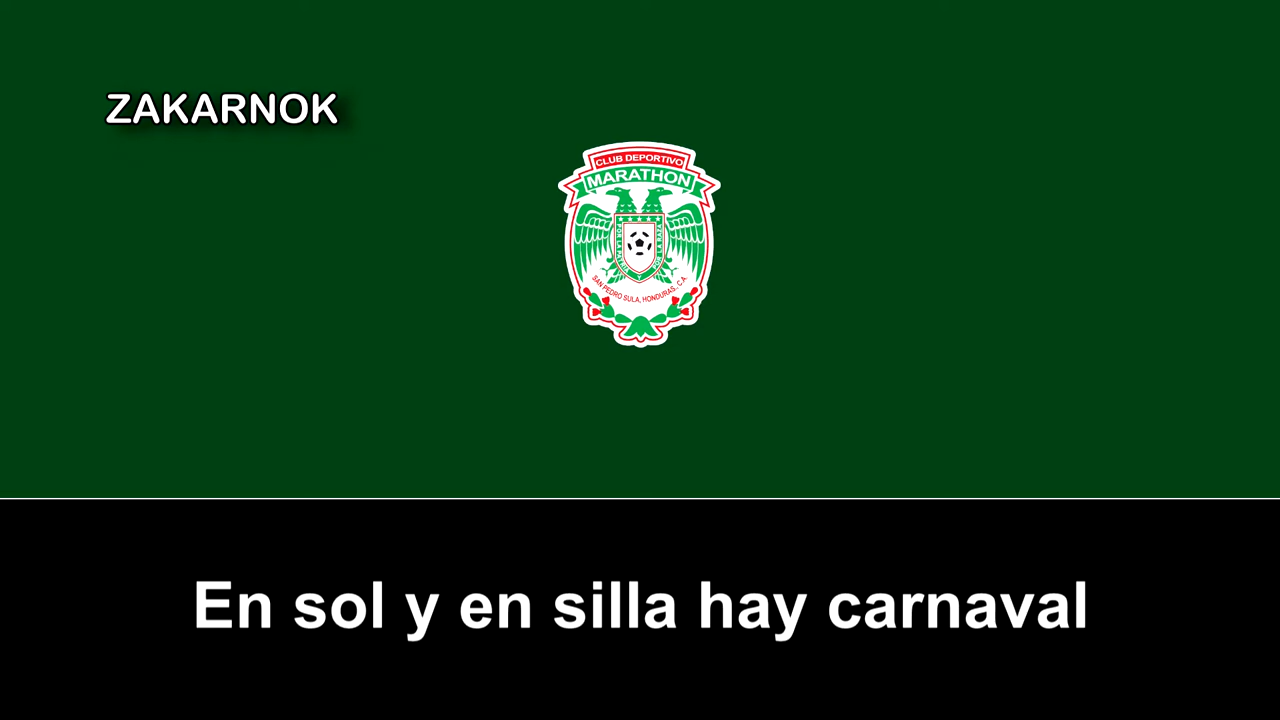 ZAKARNOK
CLUB DEPORTIVO
MARATHON
SAN PEDRO SULA, HONDURAS, C.A
En sol y en silla hay carnaval